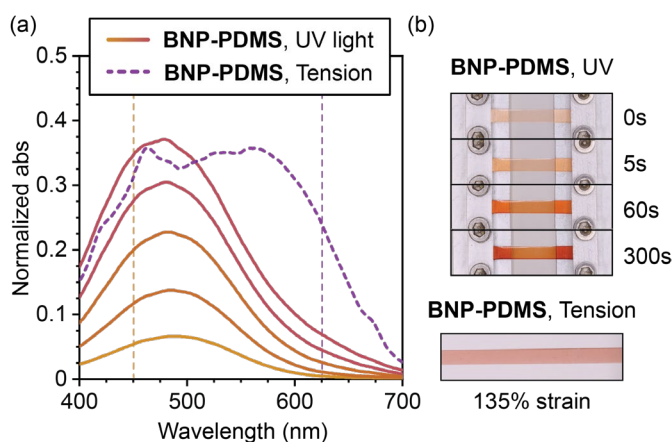 (a)
BNP-PDMS, UV light
BNP-PDMS, Tension
Normalized abs
0.5
0.4
0.3
0.2
0.1
0
400
500
600
700
Wavelength (nm)
(b)
BNP-PDMS, UV
0s
5s
60s
300s
BNP-PDMS, Tension
135% strain